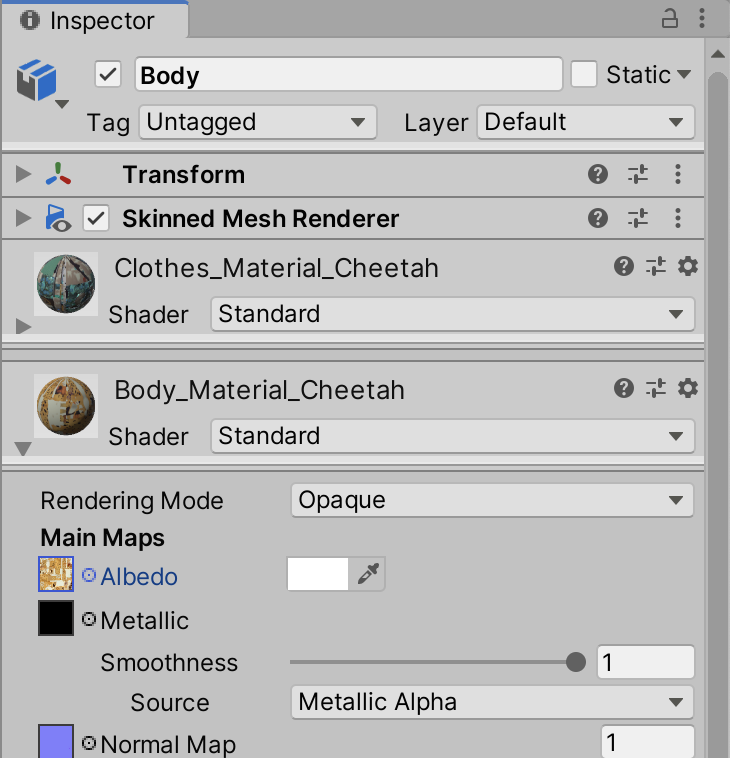 Inspector
Body Static
Tag Untagged Layer Default
Transform
Skinned Mesh Renderer
Clothes_Material_Cheetah
Shader Standard
Body_Material_Cheetah
Shader Standard
Rendering Mode Opaque
Main Maps
Albedo
Metallic
Smoothness 1
Source Metallic Alpha
Normal Map 1